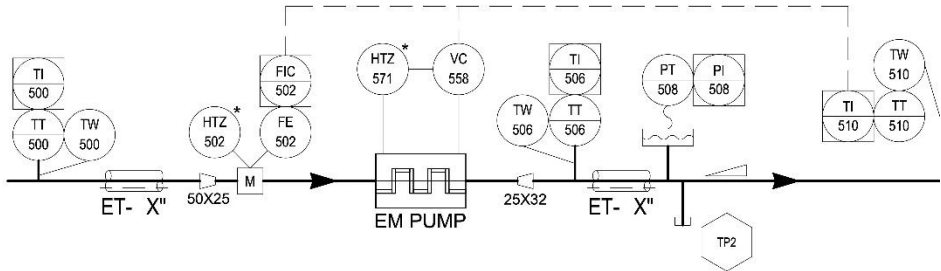 TI
500
TT
500
TW
500
ET- X"
50X25
HTZ
502
*
FIC
502
FE
502
M
HTZ
571
*
VC
558
EM PUMP
25X32
TW
506
TI
506
TT
506
ET- X"
PT
508
PI
508
TP2
TI
510
TW
510
TT
510